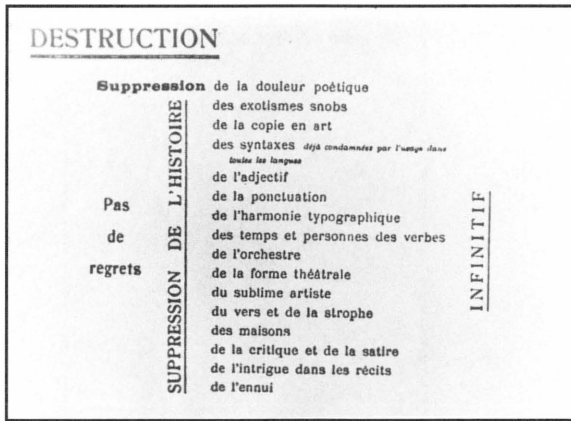 DESTRUCTION
Suppression de la douleur poétique
des exotismes snobs
de la copie en art
des syntaxes déjà condamnées par l'usage dans
toutes les langues
de l'adjectif
de la ponctuation
de l'harmonie typographique
des temps et personnes des verbes
de l'orchestre
de la forme théâtrale
du sublime artiste
du vers et de la strophe
des maisons
de la critique et de la satire
de l'intrigue dans les récits
de l'ennui
SUPPRESSION DE L'HISTOIRE
Pas
de
regrets
INFINITIF